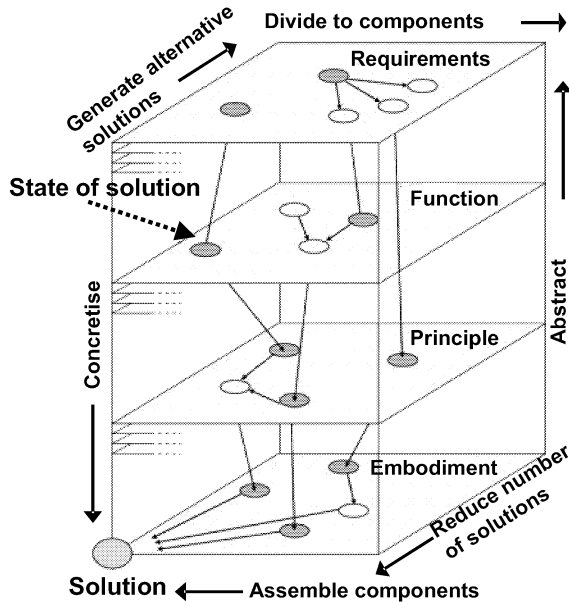 Divide to components
Generate alternative
solutions
Requirements
State of solution
Function
Abstract
Concretise
Principle
Embodiment
Reduce number
of solutions
Solution
Assemble components